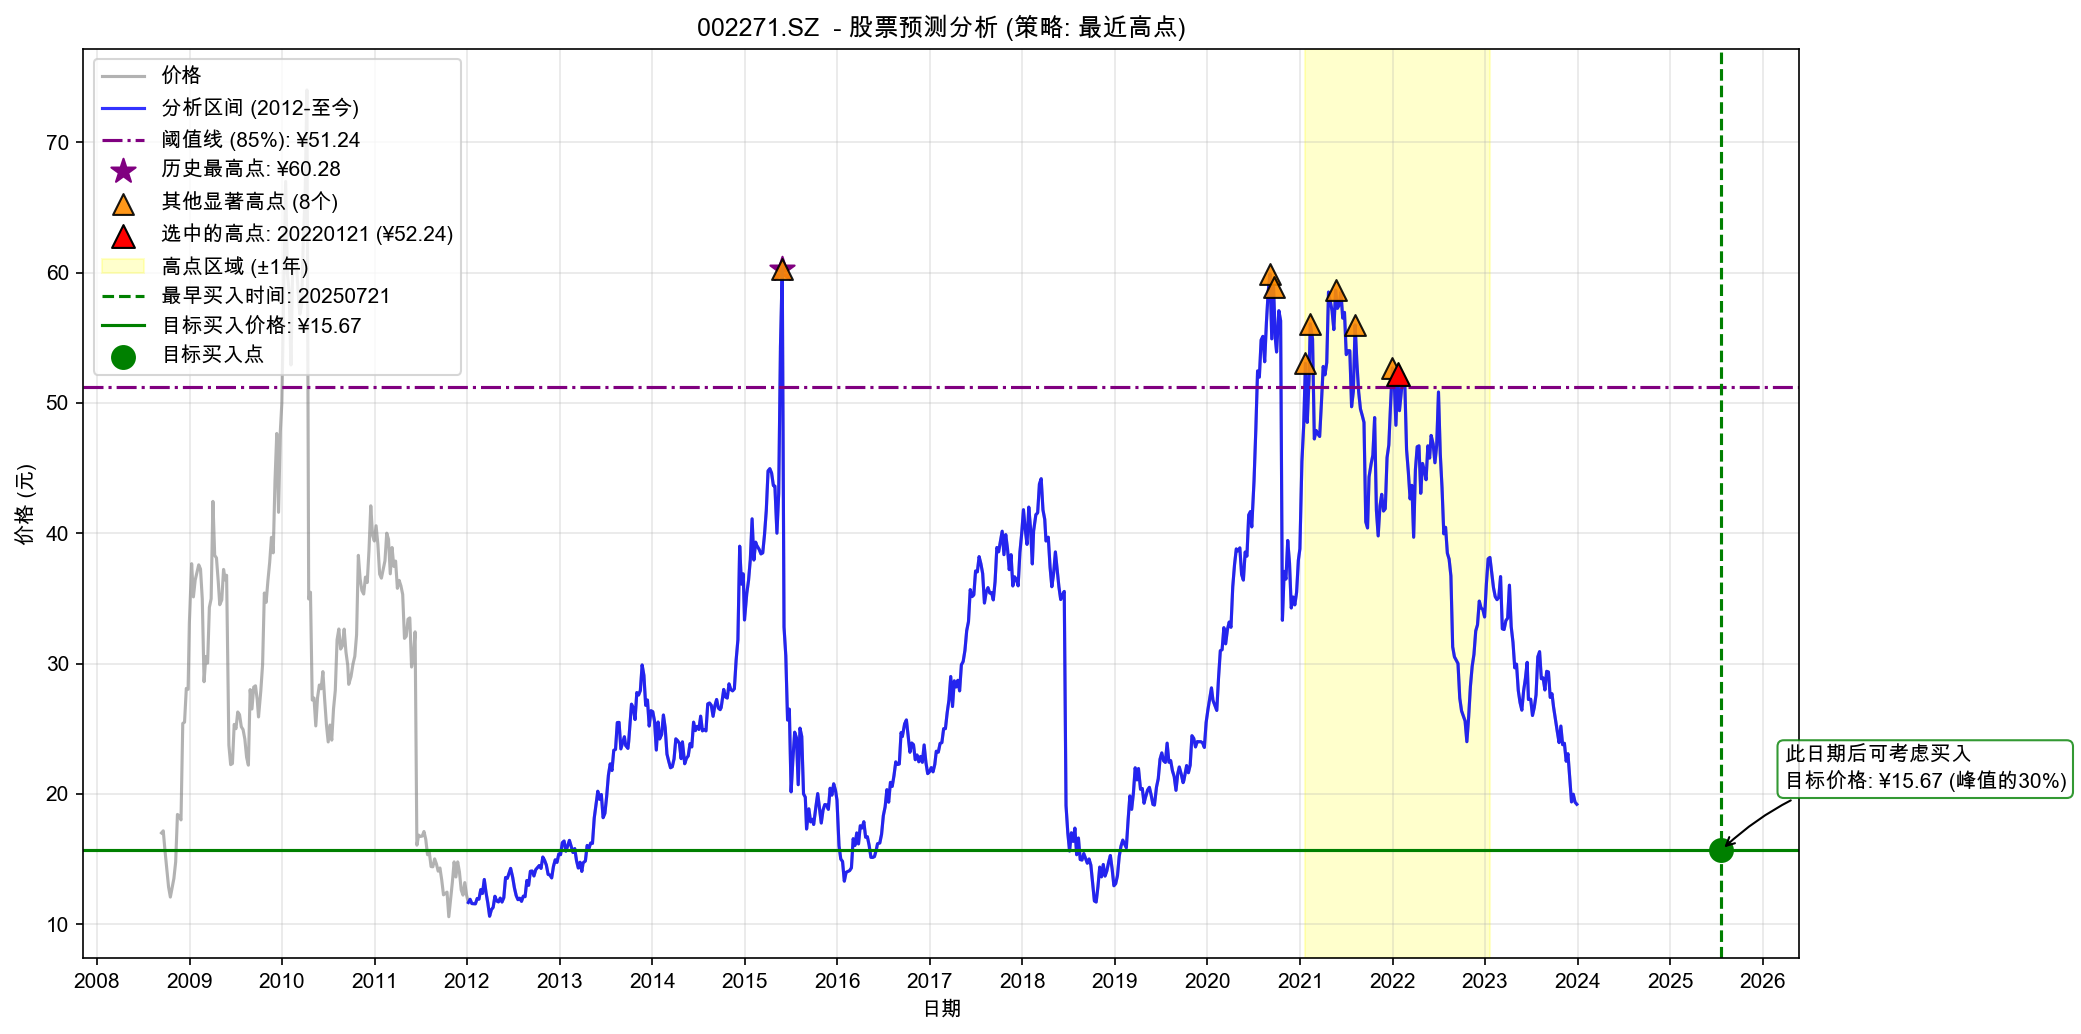 002271.SZ - 股票预测分析 (策略: 最近高点)
价格
分析区间 (2012-至今)
阈值线 (85%): ¥51.24
历史最高点: ¥60.28
其他显著高点 (8个)
选中的高点: 20220121 (¥52.24)
高点区域 (±1年)
最早买入时间: 20250721
目标买入价格: ¥15.67
目标买入点
价格 (元)
70
60
50
40
30
20
10
此日期后可考虑买入
目标价格: ¥15.67 (峰值的30%)
2008 2009 2010 2011 2012 2013 2014 2015 2016 2017 2018 2019 2020 2021 2022 2023 2024 2025 2026
日期